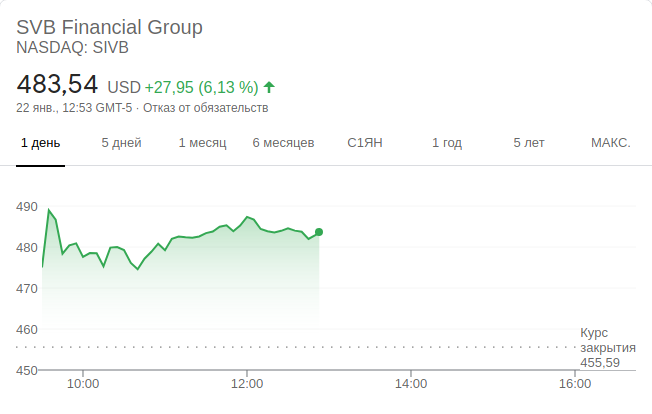 SVB Financial Group
NASDAQ: SIVB
483,54 USD +27,95 (6,13 %)
22 янв., 12:53 GMT-5 · Отказ от обязательств
1 день 5 дней 1 месяц 6 месяцев С1ЯН 1 год 5 лет МАКС.
490
480
470
460
Курс
закрытия
455,59
450
10:00 12:00 14:00 16:00